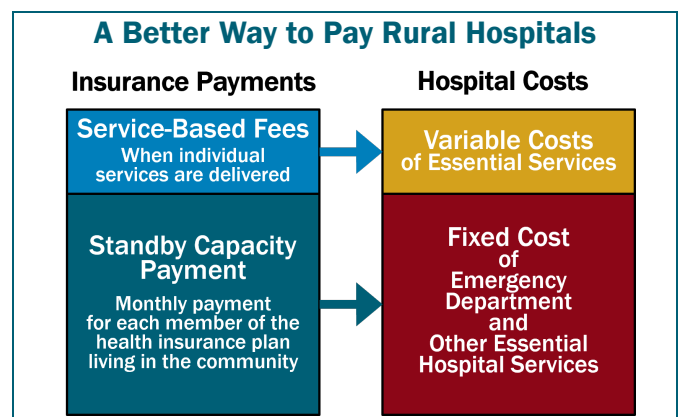 A Better Way to Pay Rural Hospitals
Insurance Payments
Hospital Costs
Service-Based Fees
When individual
services are delivered
Variable Costs
of Essential Services
Standby Capacity
Payment
Monthly payment
for each member of the
health insurance plan
living in the community
Fixed Cost
of
Emergency
Department
and
Other Essential
Hospital Services